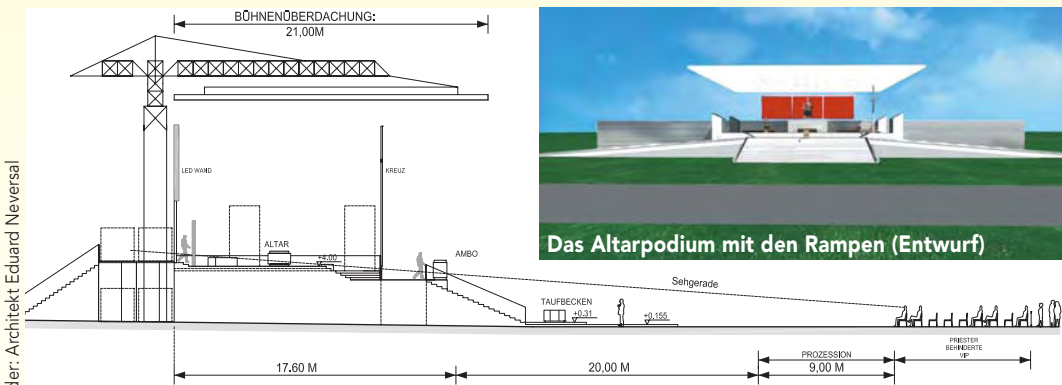 BÜHNENÜBERDACHUNG:
21,00M
LED WAND
KREUZ
ALTAR
+4.00
AMBO
Das Altarpodium mit den Rampen (Entwurf)
Sehgerade
TAUFBECKEN
+0.31
+0.155
PRIESTER
BEHINDERTE
VIP
PROZESSION
17.60 M
20,00 M
9,00 M
der: Architekt Eduard Neversal